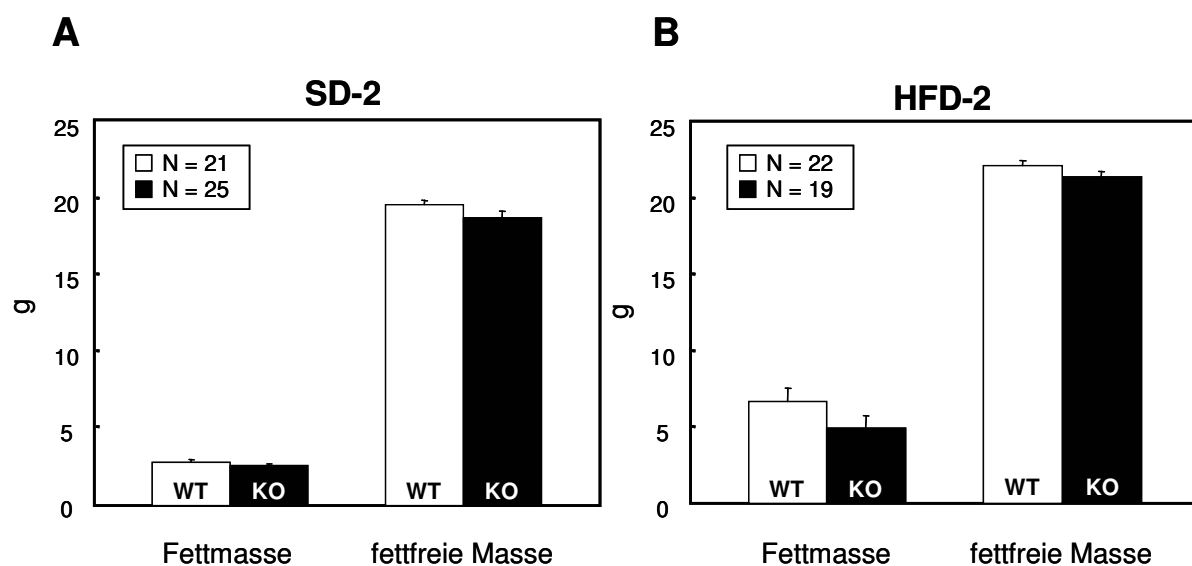 A
SD-2
25
20
15
10
5
0
g
N = 21
N = 25
WT
KO
WT
KO
Fettmasse
fettfreie Masse
B
HFD-2
25
20
15
10
5
0
g
N = 22
N = 19
WT
KO
WT
KO
Fettmasse
fettfreie Masse